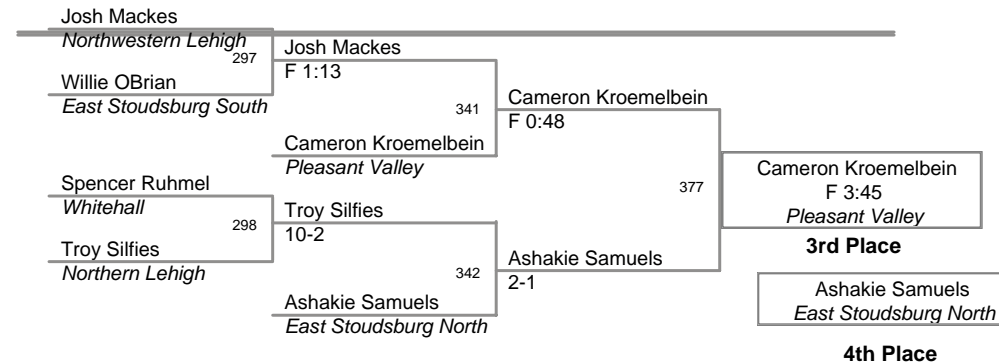 Josh Mackes
Northwestern Lehigh
297
Josh Mackes
F 1:13
Willie OBrian
East Stoudsburg South
341
Cameron Kroemelbein
F 0:48
Cameron Kroemelbein
Pleasant Valley
377
Cameron Kroemelbein
F 3:45
Pleasant Valley
3rd Place
Spencer Ruhmel
Whitehall
298
Troy Silfies
10-2
Troy Silfies
Northern Lehigh
342
Ashakie Samuels
2-1
Ashakie Samuels
East Stoudsburg North
Ashakie Samuels
East Stoudsburg North
4th Place